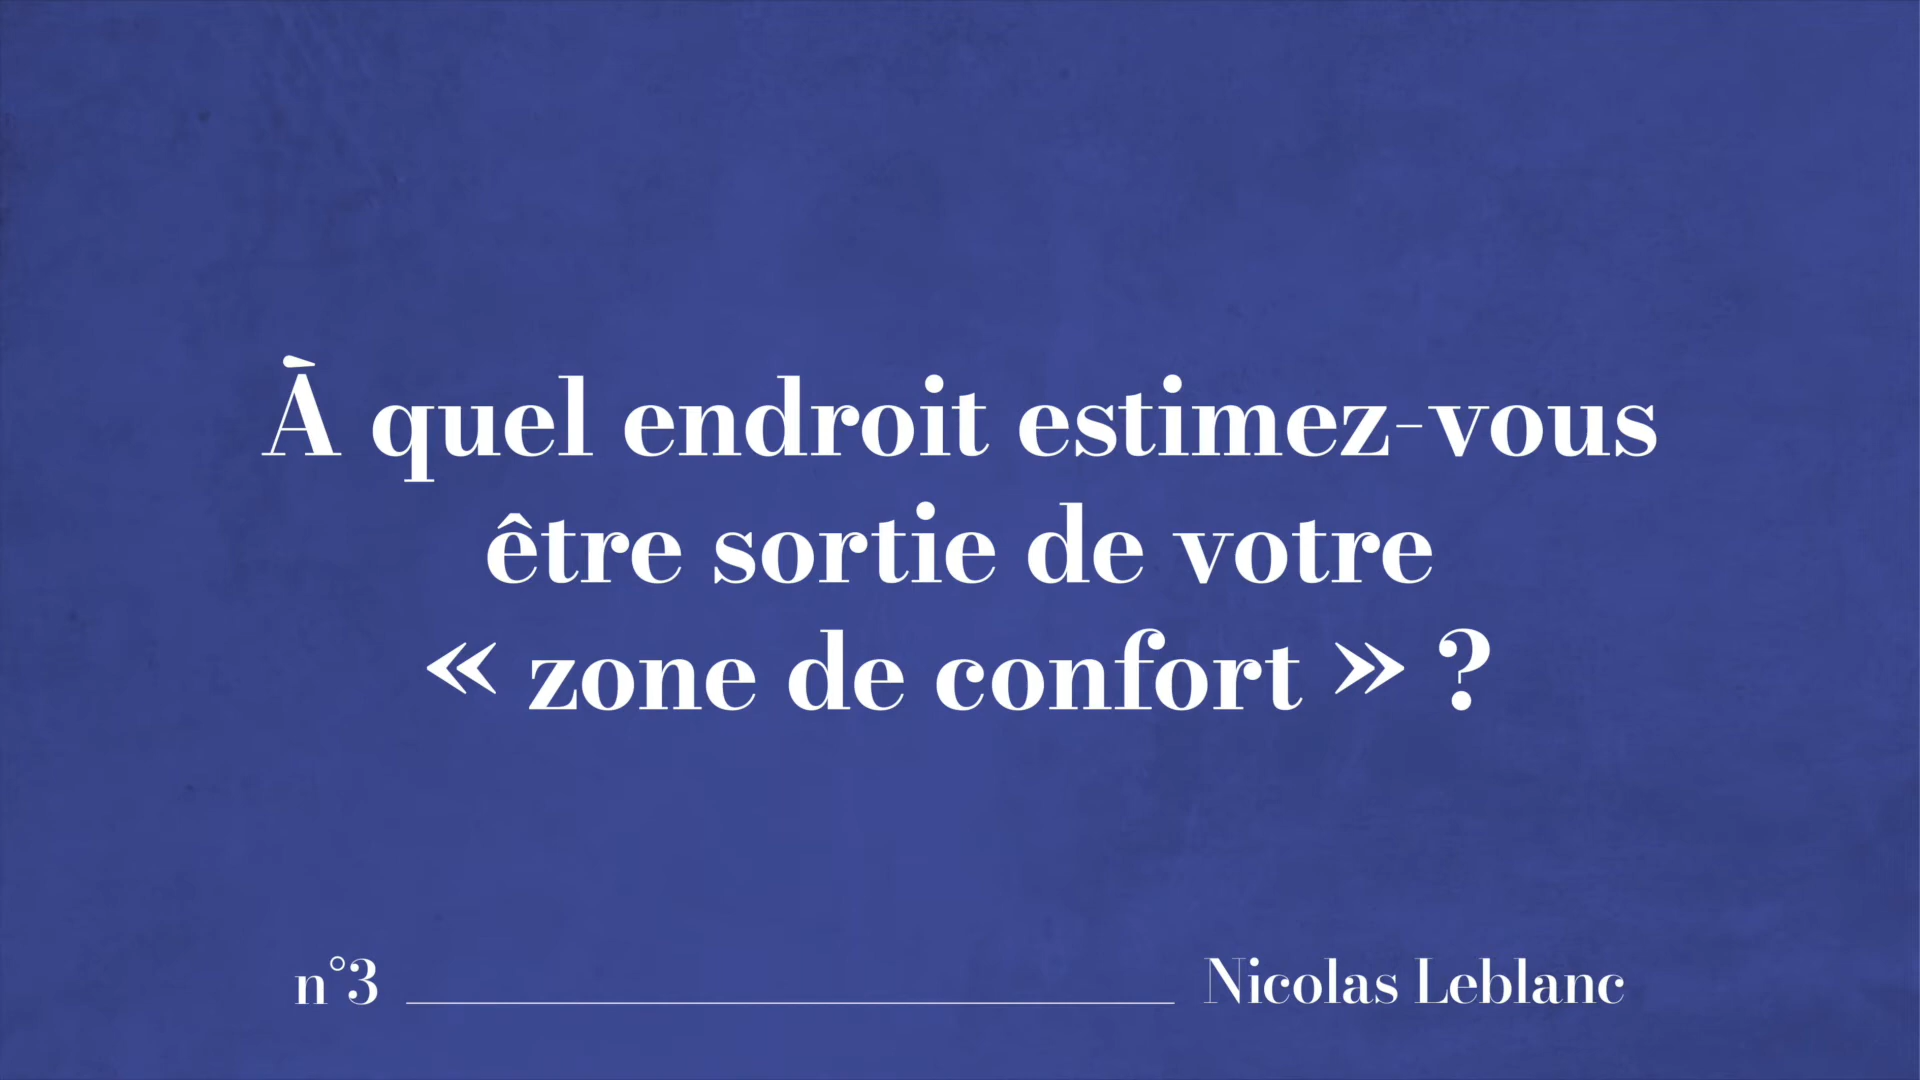 À quel endroit estimez-vous
être sortie de votre
« zone de confort » ?
n°3 Nicolas Leblanc